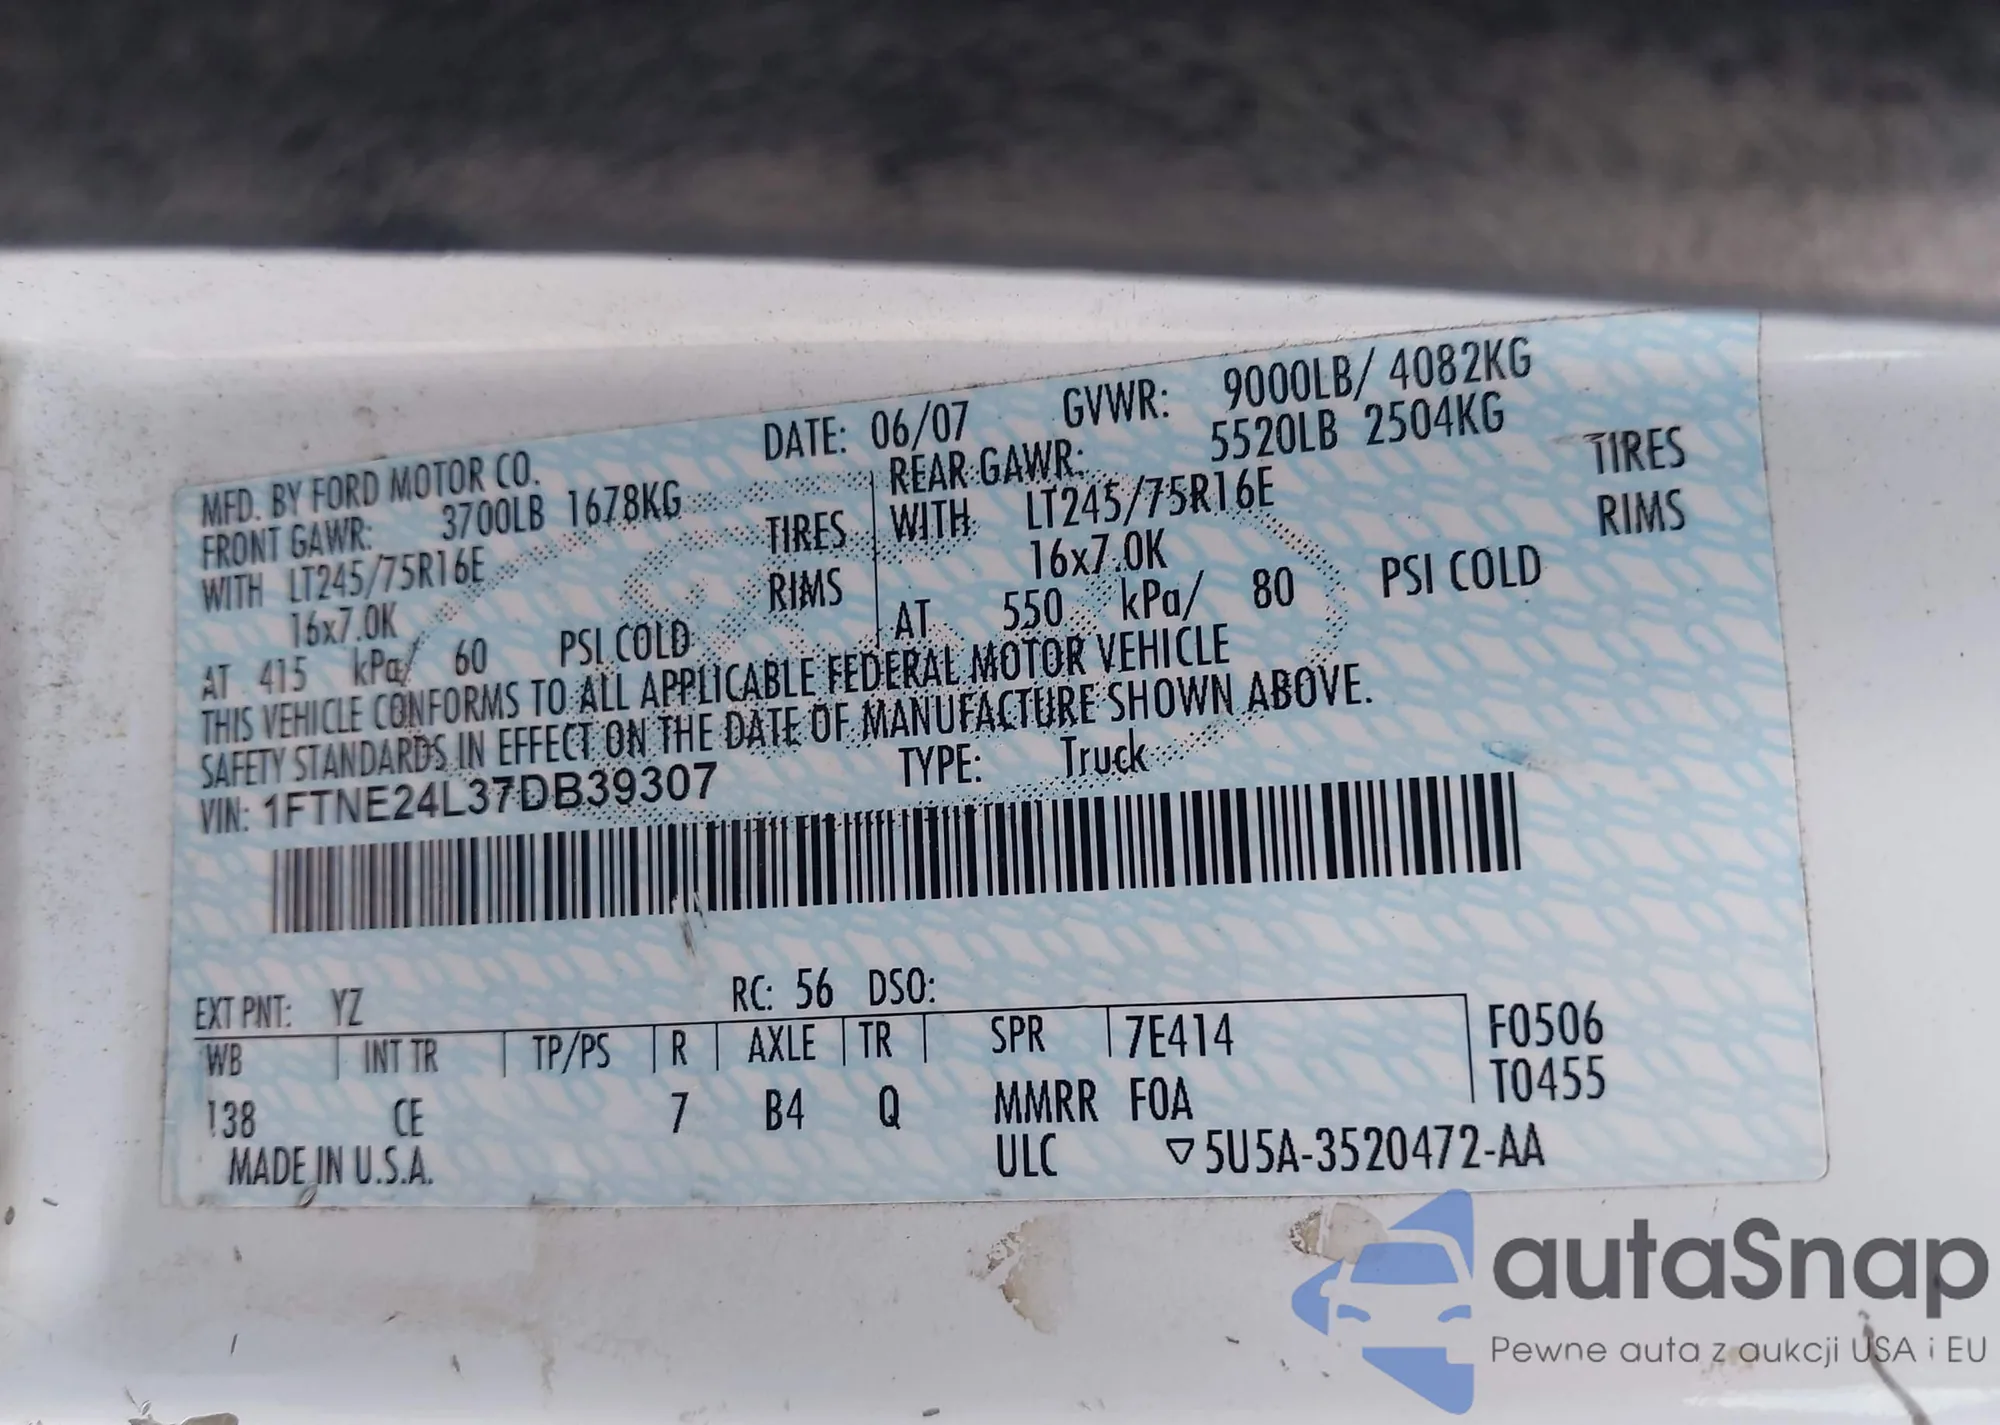 DATE: 06/07 GVWR: 9000LB/ 4082KG
MFD. BY FORD MOTOR CO.
FRONT GAWR: 3700LB 1678KG
WITH LT245/75R16E TIRES
16x7.0K RIMS
AT 415 kPa/ 60 PSI COLD
REAR GAWR: 5520LB 2504KG
WITH LT245/75R16E TIRES
16x7.0K RIMS
AT 550 kPa/ 80 PSI COLD
THIS VEHICLE CONFORMS TO ALL APPLICABLE FEDERAL MOTOR VEHICLE
SAFETY STANDARDS IN EFFECT ON THE DATE OF MANUFACTURE SHOWN ABOVE.
VIN: 1FTNE24L37DB39307 TYPE: Truck
EXT PNT: YZ RC: 56 DSO:
WB INT TR TP/PS R AXLE TR SPR 7E414 F0506
T0455
138 CE 7 B4 Q MMRR FOA
MADE IN U.S.A. ULC ▽5U5A-3520472-AA
autaSnap
Pewne auta z aukcji USA i EU